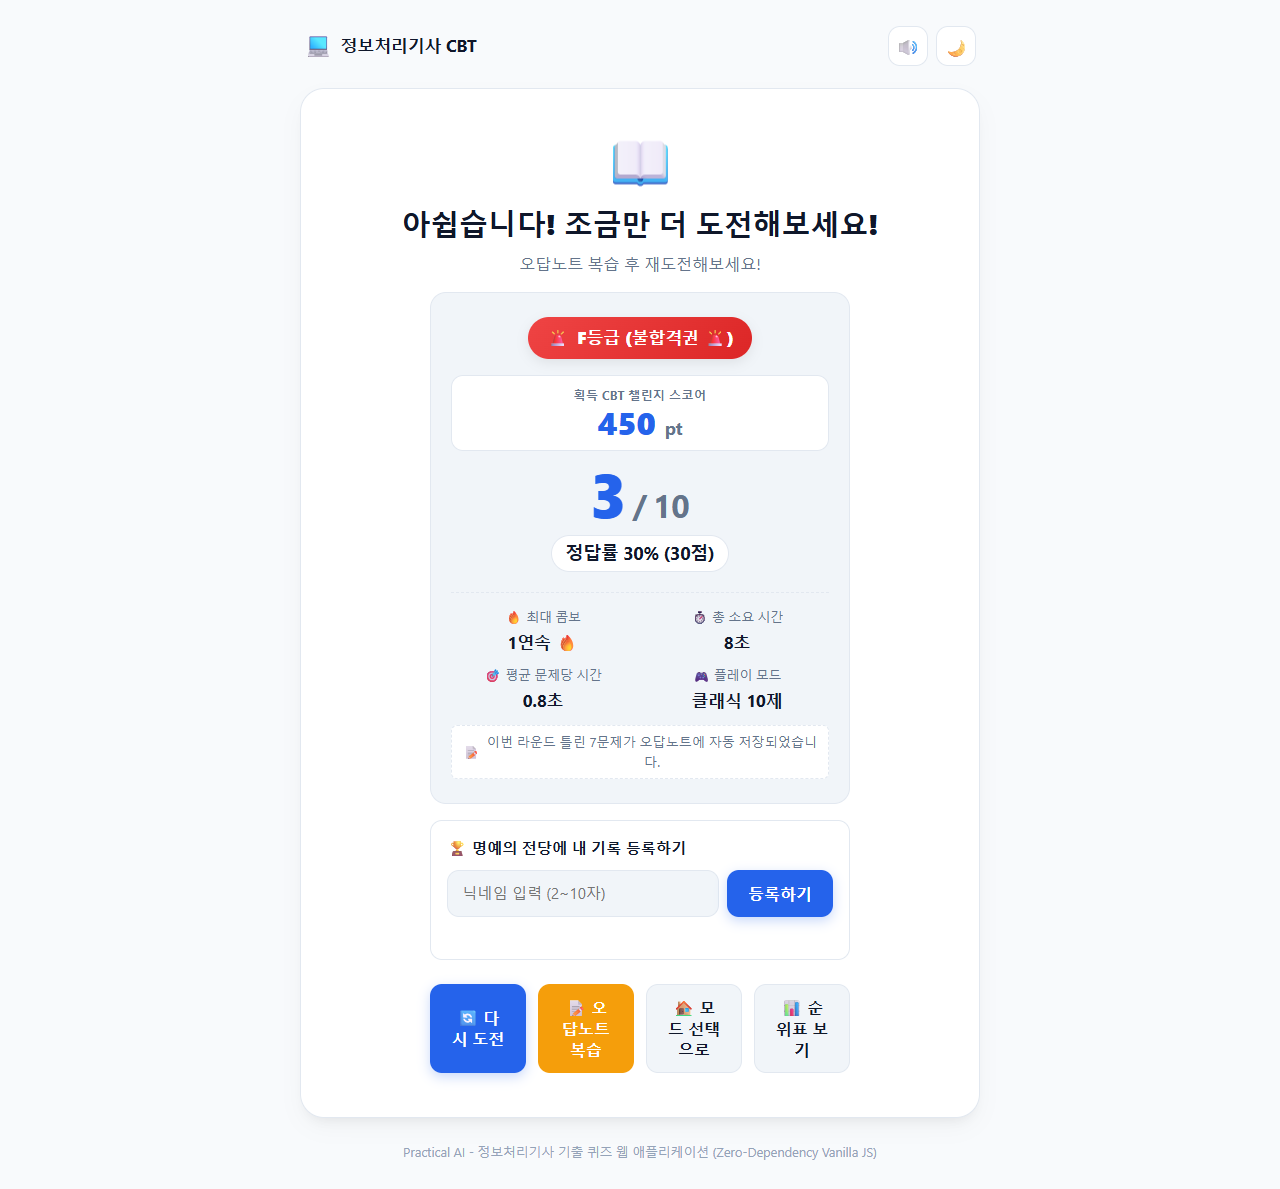 정보처리기사 CBT
아쉽습니다! 조금만 더 도전해보세요!
오답노트 복습 후 재도전해보세요!
F등급 (불합격권 🚨)
획득 CBT 챌린지 스코어
450 pt
3 / 10
정답률 30% (30점)
최대 콤보
1연속
총 소요 시간
8초
평균 문제당 시간
0.8초
플레이 모드
클래식 10제
이번 라운드 틀린 7문제가 오답노트에 자동 저장되었습니
다.
명예의 전당에 내 기록 등록하기
닉네임 입력 (2~10자)
등록하기
다
시 도전
오
답노트
복습
모
드 선택
으로
순
위표 보
기
Practical AI - 정보처리기사 기출 퀴즈 웹 애플리케이션 (Zero-Dependency Vanilla JS)